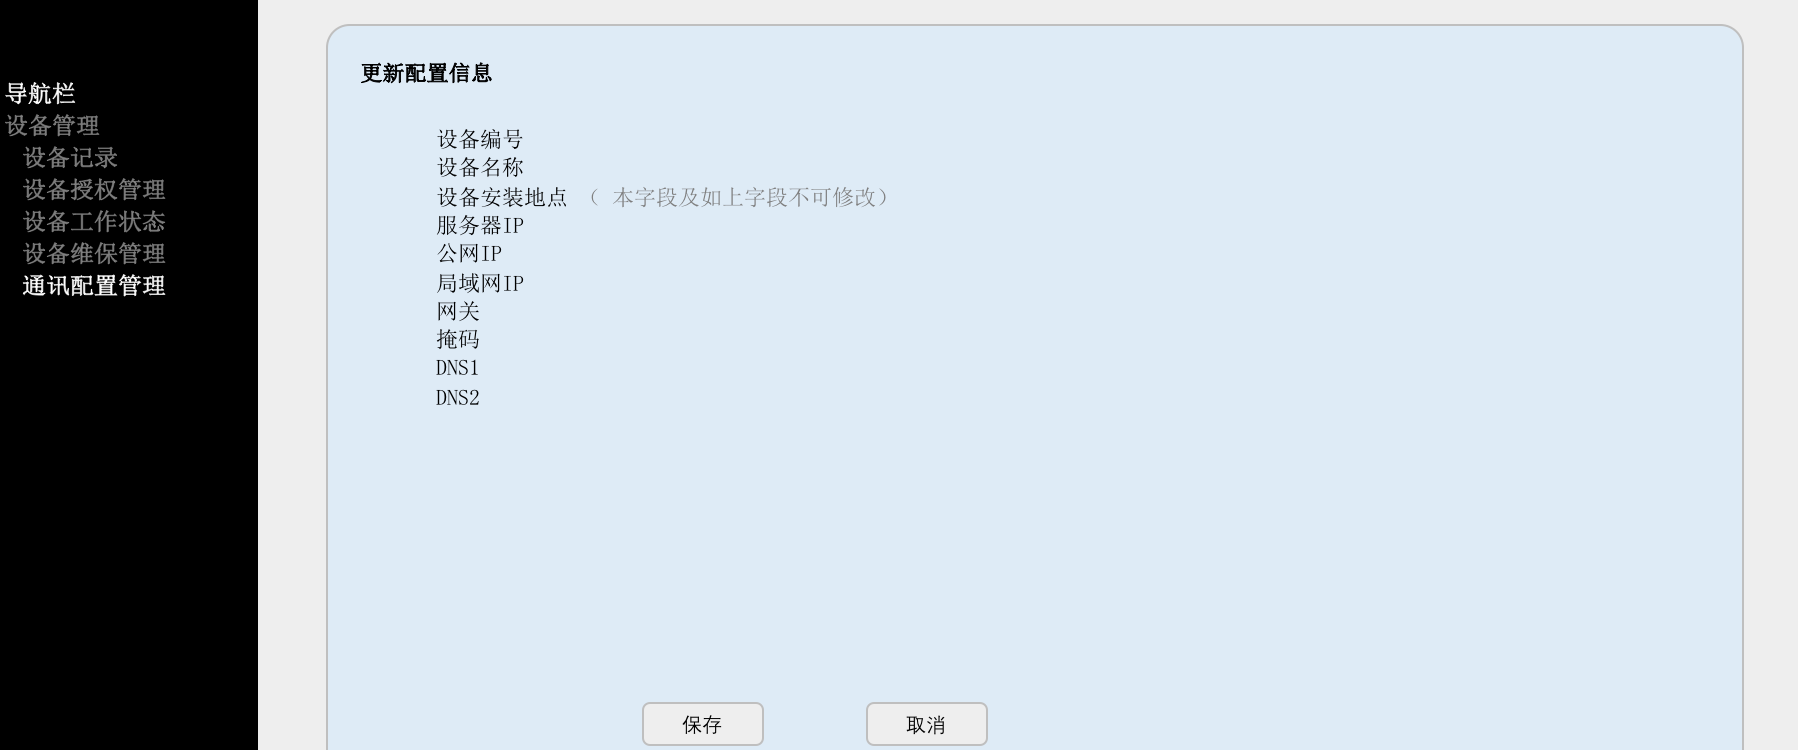 导航栏
设备管理
设备记录
设备授权管理
设备工作状态
设备维保管理
通讯配置管理
更新配置信息
设备编号
设备名称
设备安装地点 （ 本字段及如上字段不可修改）
服务器IP
公网IP
局域网IP
网关
掩码
DNS1
DNS2
保存
取消